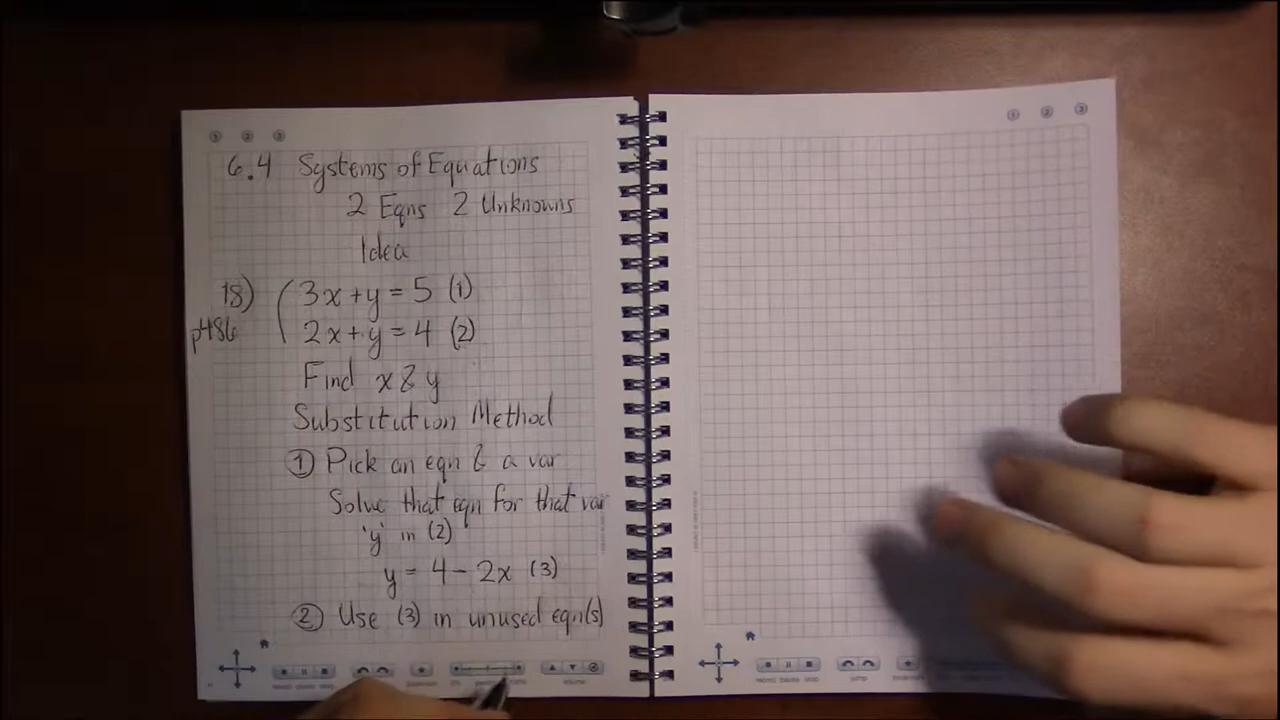 6.4 Systems of Equations
2 Eqns 2 Unknowns
Idea
18) 3x+y = 5 (1)
p486 2x+y = 4 (2)
Find x & y
Substitution Method
① Pick an eqn & a var
Solve that eqn for that var
'y' in (2)
y = 4 - 2x (3)
② Use (3) in unused eqn(s)